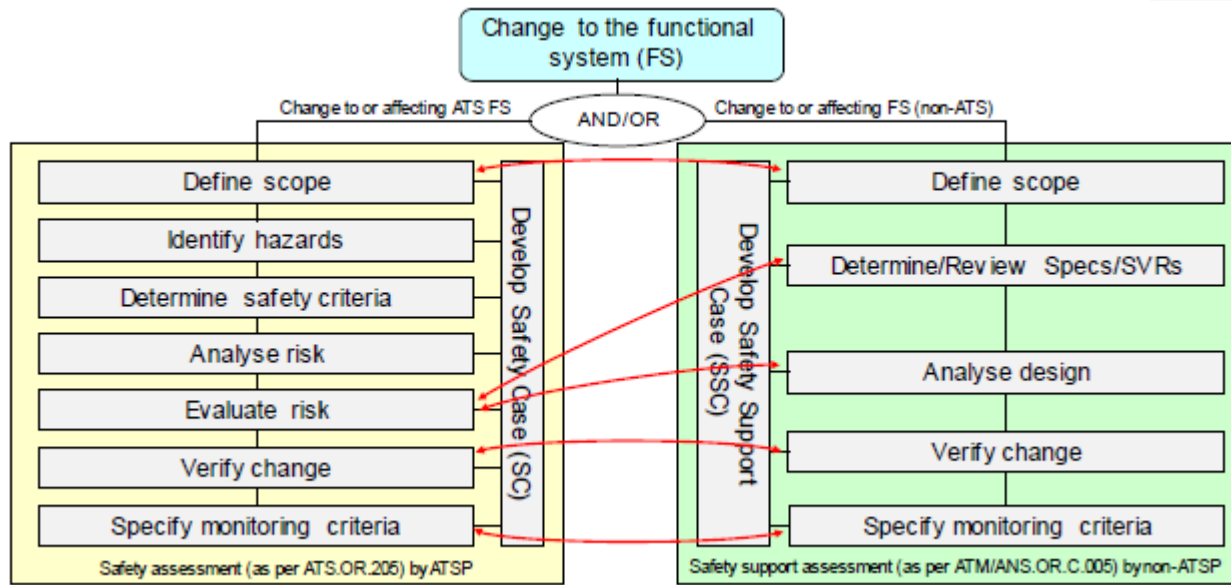 Change to the functional
system (FS)
Change to or affecting ATS FS
AND/OR
Change to or affecting FS (non-ATS)
Define scope
Identify hazards
Determine safety criteria
Analyse risk
Evaluate risk
Verify change
Specify monitoring criteria
Develop Safety Case (SC)
Safety assessment (as per ATS.OR.205) by ATSP
Develop Safety Support
Case (SSC)
Define scope
Determine/Review Specs/SVRs
Analyse design
Verify change
Specify monitoring criteria
Safety support assessment (as per ATM/ANS.OR.C.005) by non-ATSP